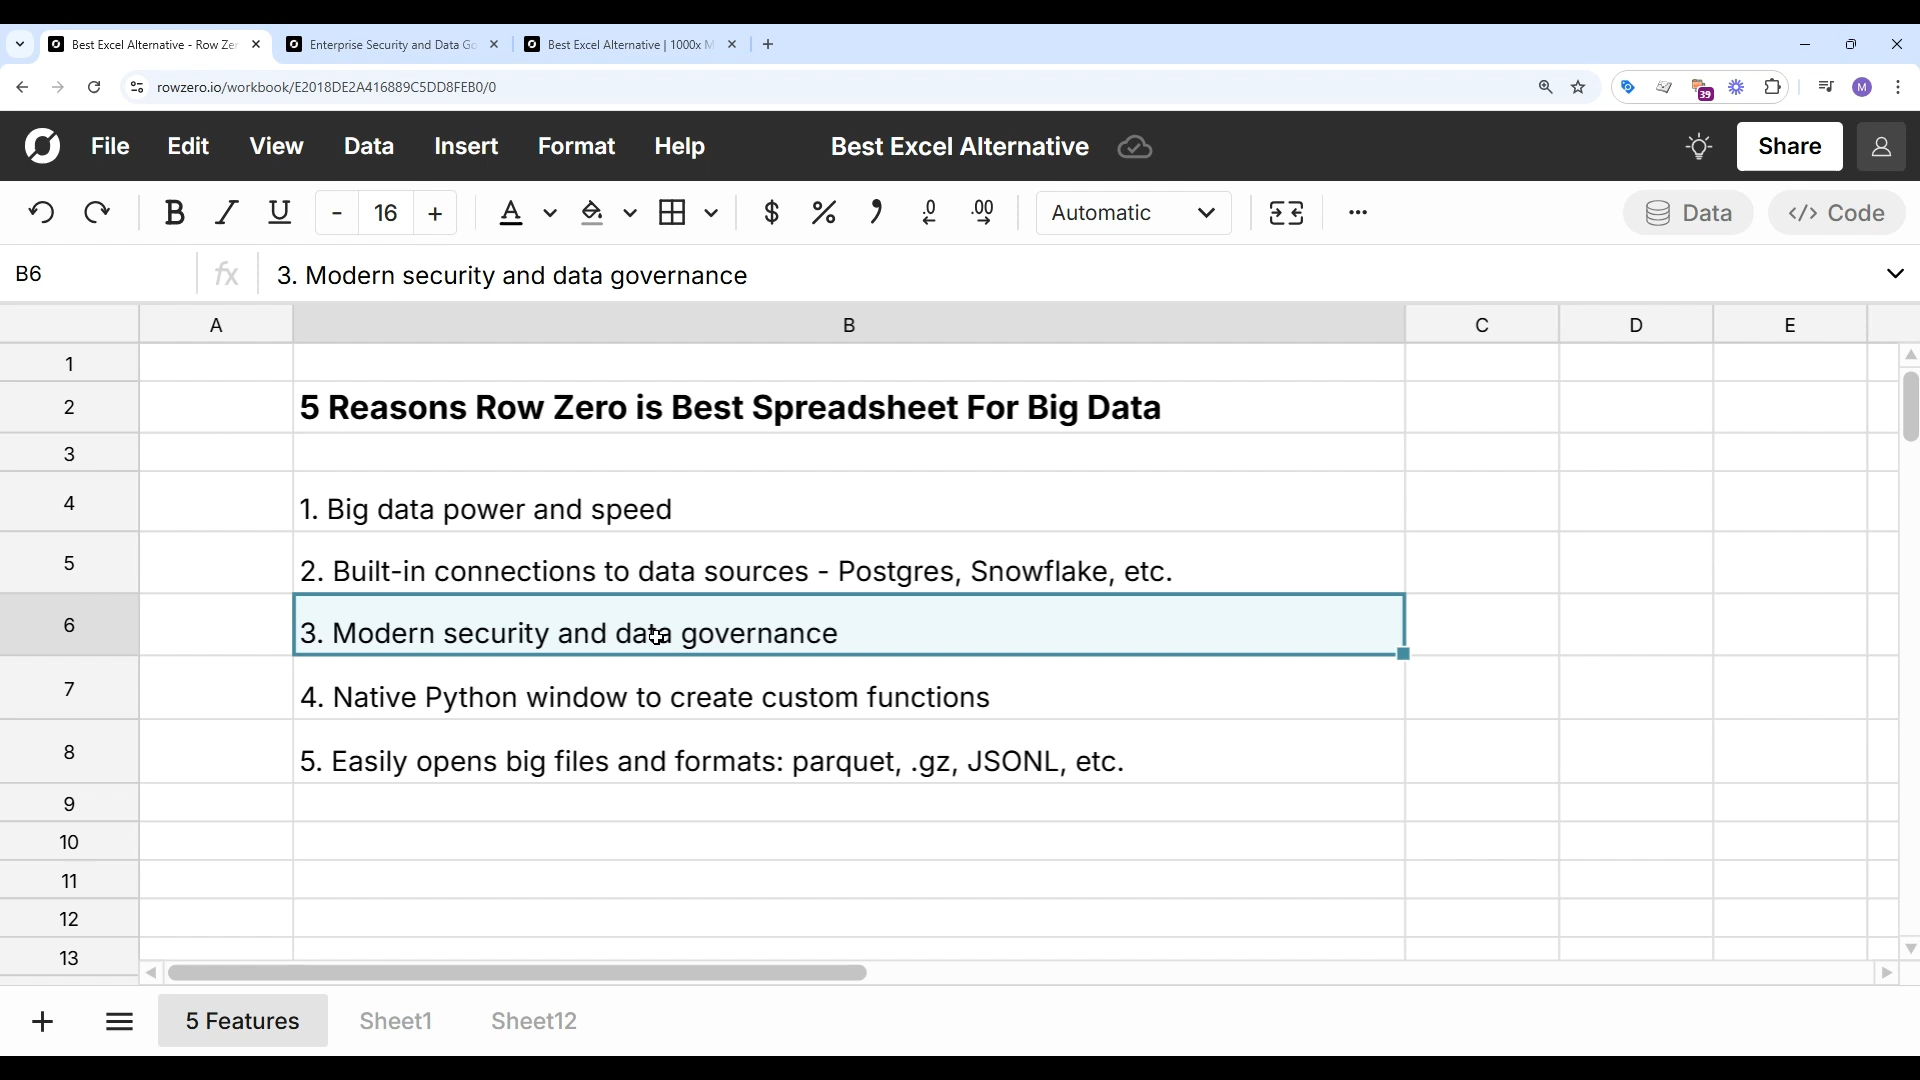 Best Excel Alternative - Row Ze
Enterprise Security and Data Go
Best Excel Alternative | 1000x M
rowzero.io/workbook/E2018DE2A416889C5DD8FEB0/0
39
M
File Edit View Data Insert Format Help
Best Excel Alternative
Share
B I U - 16 + A $ % , .0 .00 Automatic
Data
</> Code
B6 fx 3. Modern security and data governance
A B C D E
1
2 5 Reasons Row Zero is Best Spreadsheet For Big Data
3
4 1. Big data power and speed
5 2. Built-in connections to data sources - Postgres, Snowflake, etc.
6 3. Modern security and data governance
7 4. Native Python window to create custom functions
8 5. Easily opens big files and formats: parquet, .gz, JSONL, etc.
9
10
11
12
13
5 Features Sheet1 Sheet12